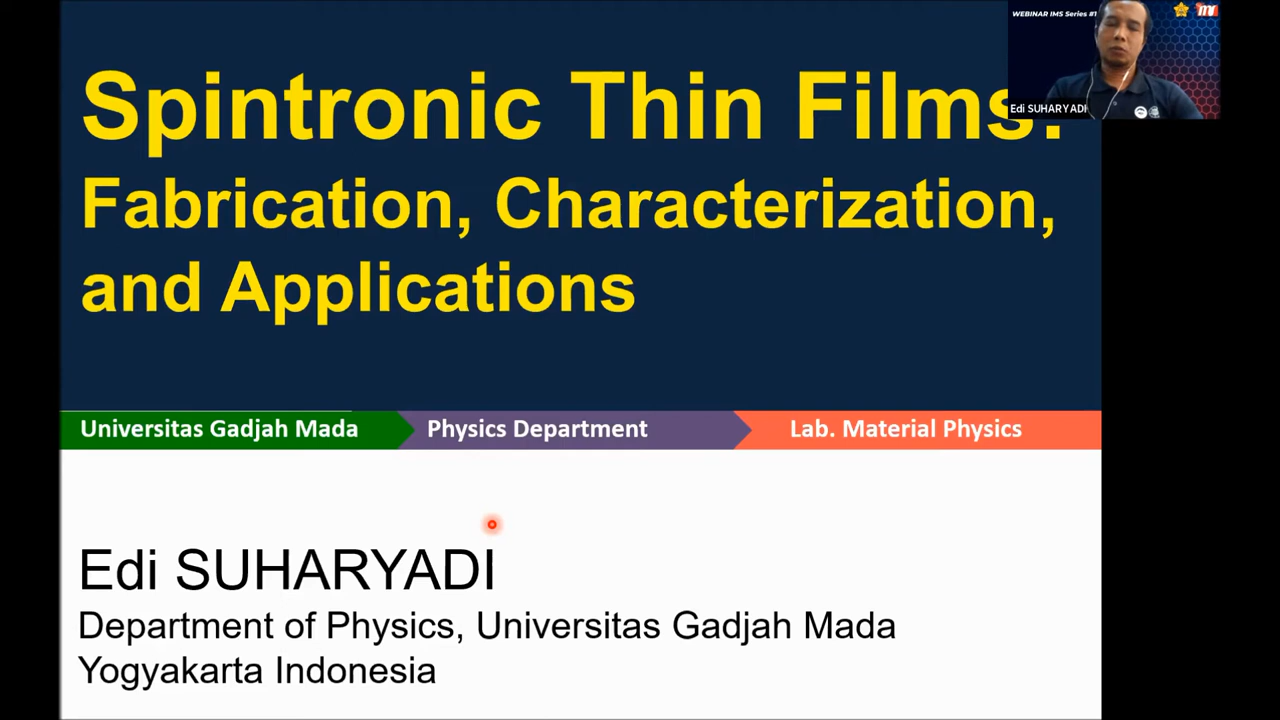 WEBINAR IMS Series #1
Edi SUHARYADI
Spintronic Thin Films:
Fabrication, Characterization,
and Applications
Universitas Gadjah Mada
Physics Department
Lab. Material Physics
Edi SUHARYADI
Department of Physics, Universitas Gadjah Mada
Yogyakarta Indonesia